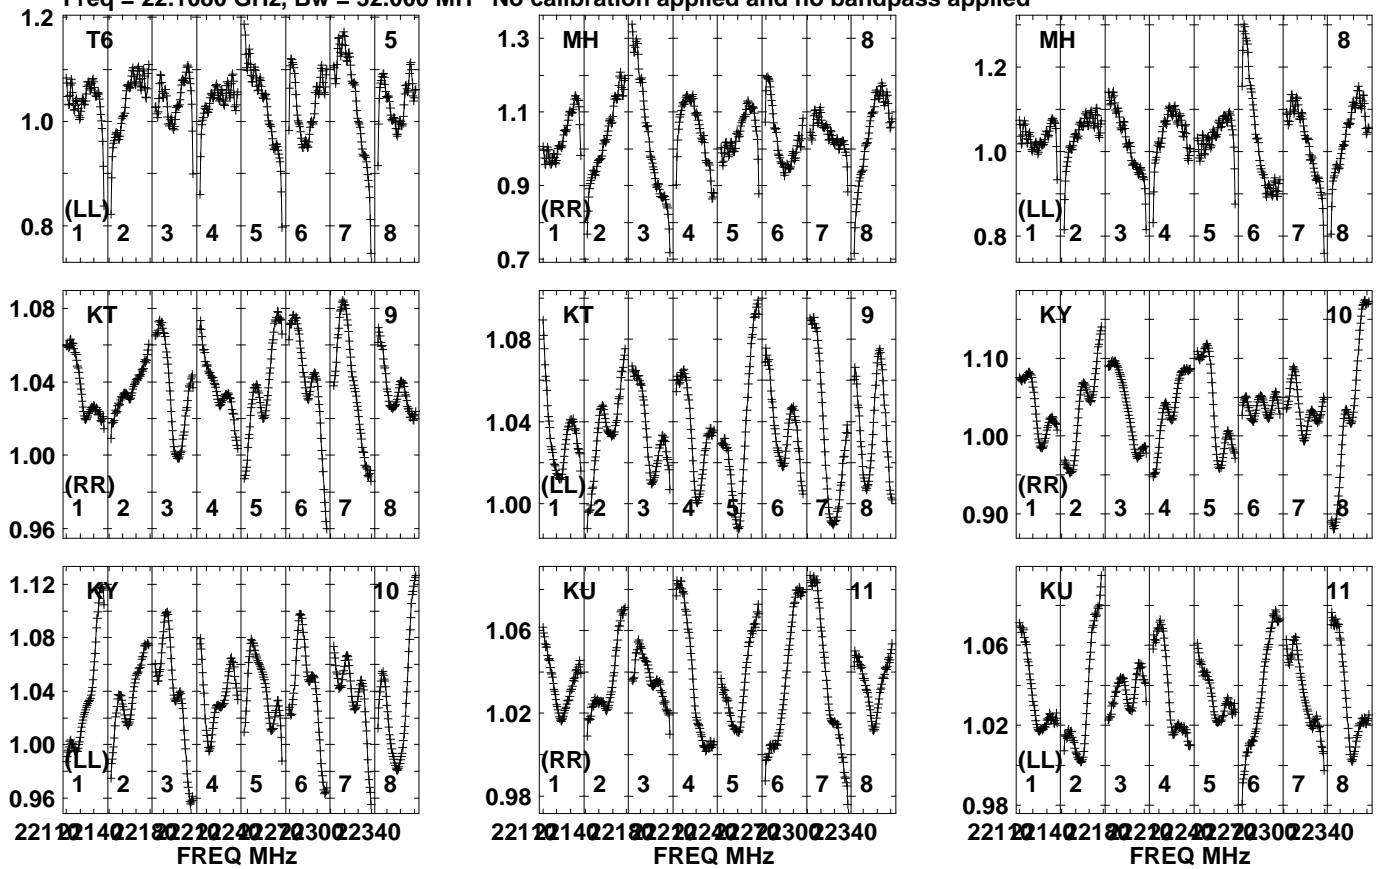 Freq = 22.1080 GHz, Bw = 32.000 MH No calibration applied and no bandpass applied
1.2
1.0
0.8
T6 5
(LL)
1 2 3 4 5 6 7 8
1.3
1.1
0.9
0.7
MH 8
(RR)
1 2 3 4 5 6 7 8
1.2
1.0
0.8
MH 8
(LL)
1 2 3 4 5 6 7 8
1.08
1.04
1.00
0.96
KT 9
(RR)
1 2 3 4 5 6 7 8
1.08
1.04
1.00
KT 9
(LL)
1 2 3 4 5 6 7 8
1.10
1.00
0.90
KY 10
(RR)
1 2 3 4 5 6 7 8
1.12
1.08
1.04
1.00
0.96
KY 10
(LL)
1 2 3 4 5 6 7 8
1.06
1.02
0.98
KU 11
(RR)
1 2 3 4 5 6 7 8
1.06
1.02
0.98
KU 11
(LL)
1 2 3 4 5 6 7 8
FREQ MHz
FREQ MHz
FREQ MHz